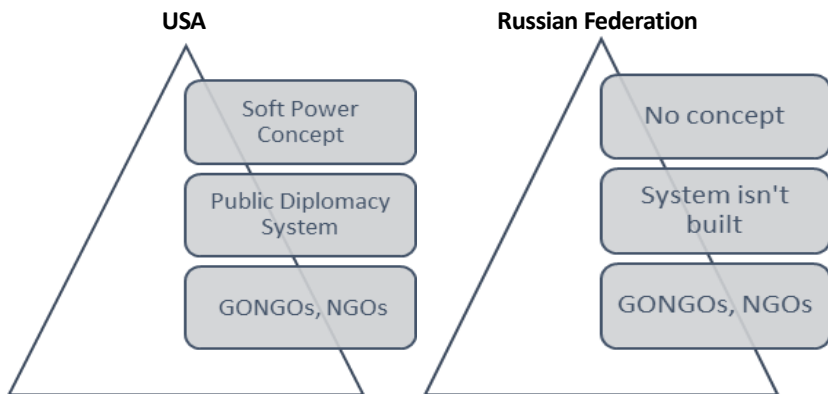 USA
Soft Power
Concept
Public Diplomacy
System
GONGOs, NGOs
Russian Federation
No concept
System isn't
built
GONGOs, NGOs